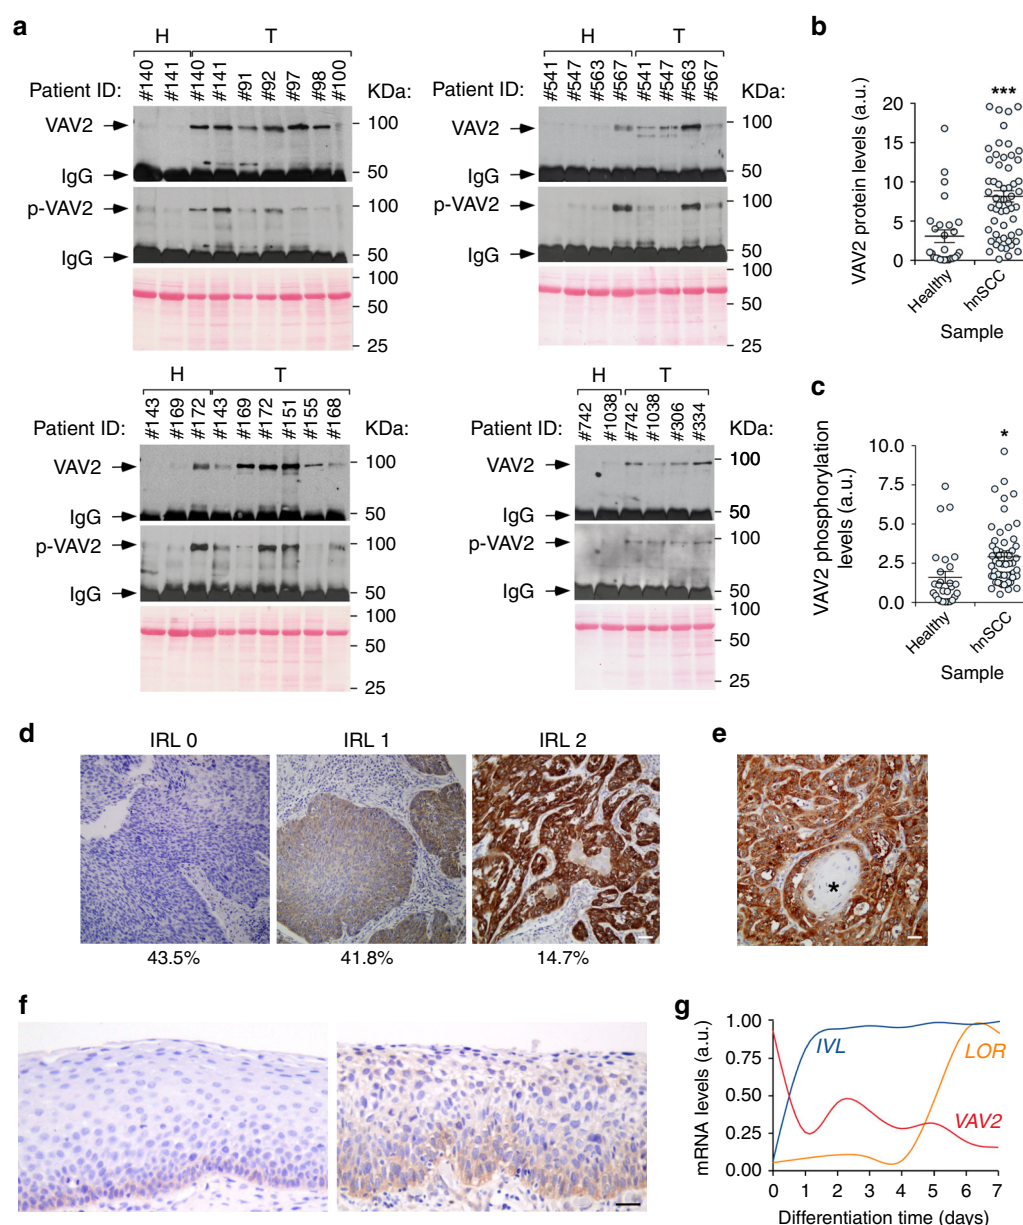 a
H T
Patient ID: #140 #141 #140 #141 #91 #92 #97 #98 #100 KDa:
VAV2 100
IgG 50
p-VAV2 100
IgG 50
100
50
25
H T
Patient ID: #541 #547 #563 #567 #541 #547 #563 #567 KDa:
VAV2 100
IgG 50
p-VAV2 100
IgG 50
100
50
25
H T
Patient ID: #143 #169 #172 #143 #169 #172 #151 #155 #168 KDa:
VAV2 100
IgG 50
p-VAV2 100
IgG 50
100
50
25
H T
Patient ID: #742 #1038 #742 #1038 #306 #334 KDa:
VAV2 100
IgG 50
p-VAV2 100
IgG 50
100
50
25
b
VAV2 protein levels (a.u.)
20
15
10
5
0
***
Healthy hnSCC
Sample
c
VAV2 phosphorylation
levels (a.u.)
10.0
7.5
5.0
2.5
0.0
*
Healthy hnSCC
Sample
d
IRL 0 IRL 1 IRL 2
43.5% 41.8% 14.7%
e
*
f
g
mRNA levels (a.u.)
1.00
0.75
0.50
0.25
0.00
IVL
LOR
VAV2
0 1 2 3 4 5 6 7
Differentiation time (days)